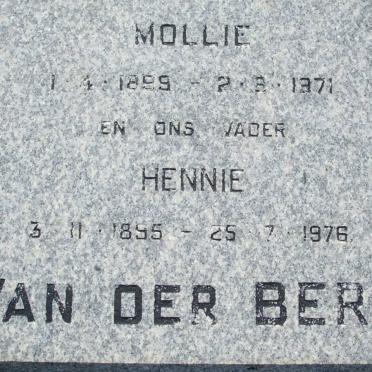 MOLLIE
1·4·1899 - 2·8·1971
EN ONS VADER
HENNIE
3·11·1895 - 25·7·1976
VAN DER BER